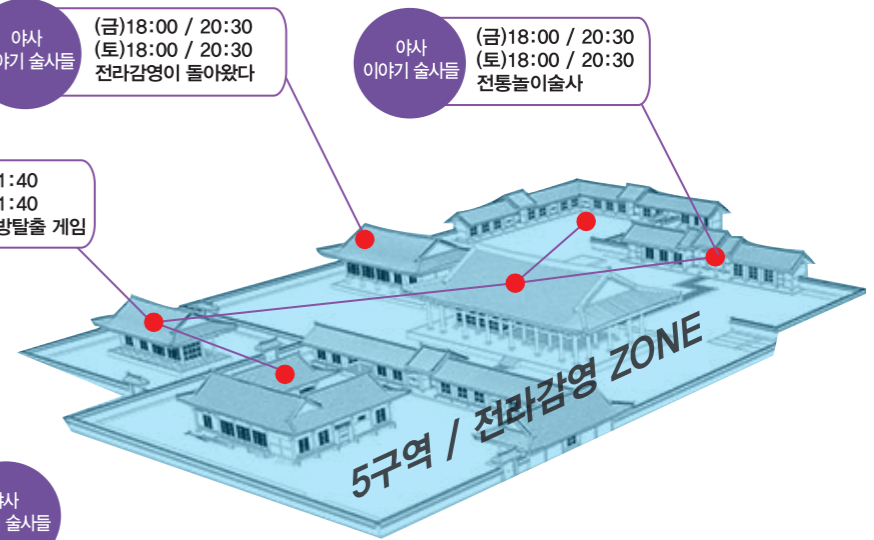 야사
야기 술사들
(금)18:00 / 20:30
(토)18:00 / 20:30
전라감영이 돌아왔다
야사
이야기 술사들
(금)18:00 / 20:30
(토)18:00 / 20:30
전통놀이술사
1:40
1:40
방탈출 게임
5구역 / 전라감영 ZONE
야사
술사들